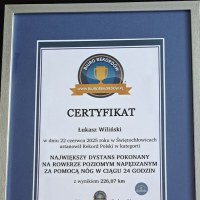 BIURO REKORDÓW
WWW.BIUROREKORDOW.PL
CERTYFIKAT
Łukasz Wiliński
w dniu 22 czerwca 2025 roku w Świętochłowicach
ustanowił Rekord Polski w kategorii
NAJWIĘKSZY DYSTANS POKONANY
NA ROWERZE POZIOMYM NAPĘDZANYM
ZA POMOCĄ NÓG W CIĄGU 24 GODZIN
z wynikiem 226,07 km